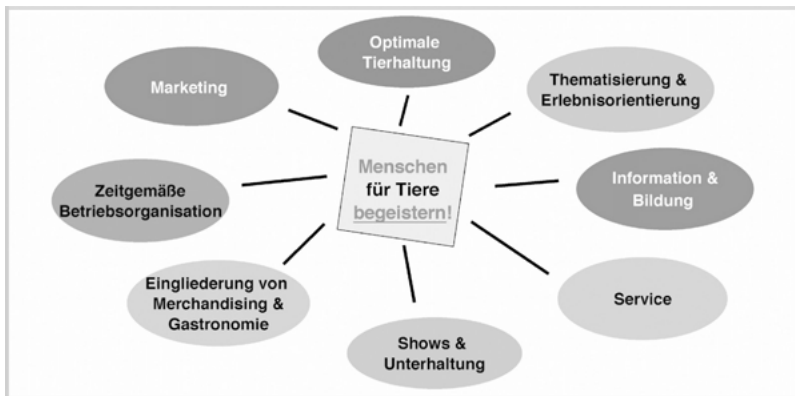 Optimale
Tierhaltung
Thematisierung &
Erlebnisorientierung
Information &
Bildung
Service
Shows &
Unterhaltung
Eingliederung von
Merchandising &
Gastronomie
Zeitgemäße
Betriebsorganisation
Marketing
Menschen
für Tiere
begeistern!